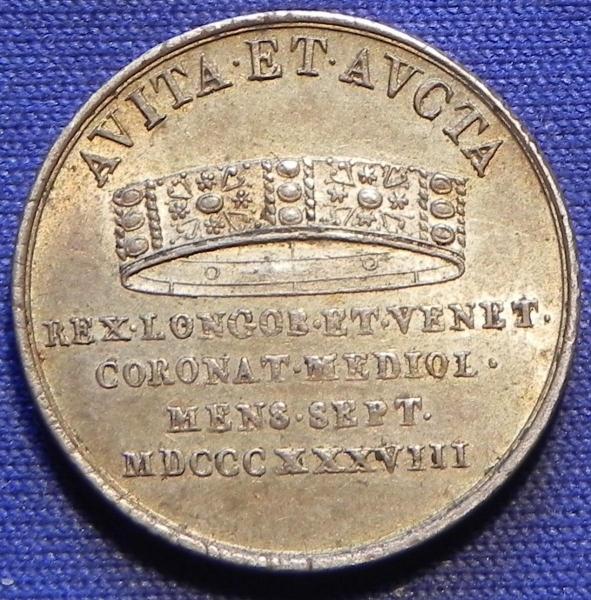 AVITA·ET·AVCTA
REX·LONGOB·ET·VENET·
CORONAT·MEDIOL·
MENS·SEPT·
MDCCCXXXVIII